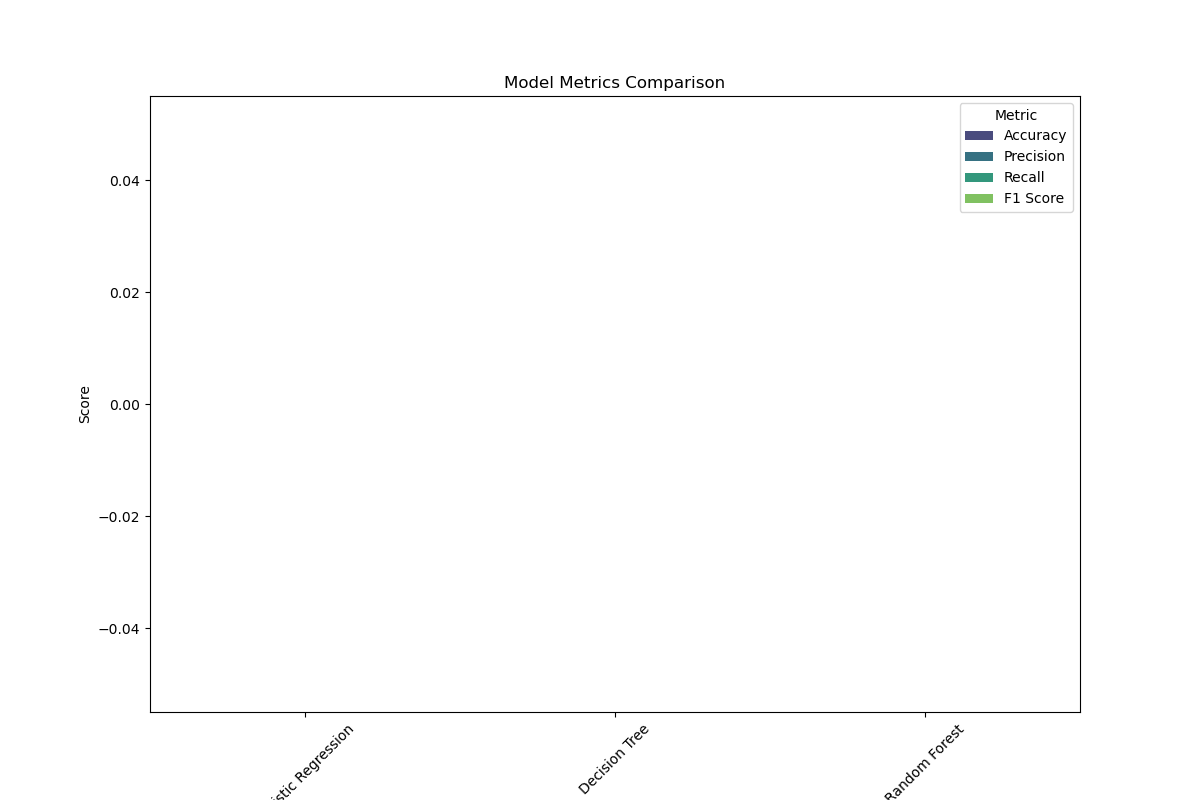 Model Metrics Comparison
Metric
Accuracy
Precision
Recall
F1 Score
0.04
0.02
0.00
−0.02
−0.04
Score
Regression
Decision Tree
Random Forest